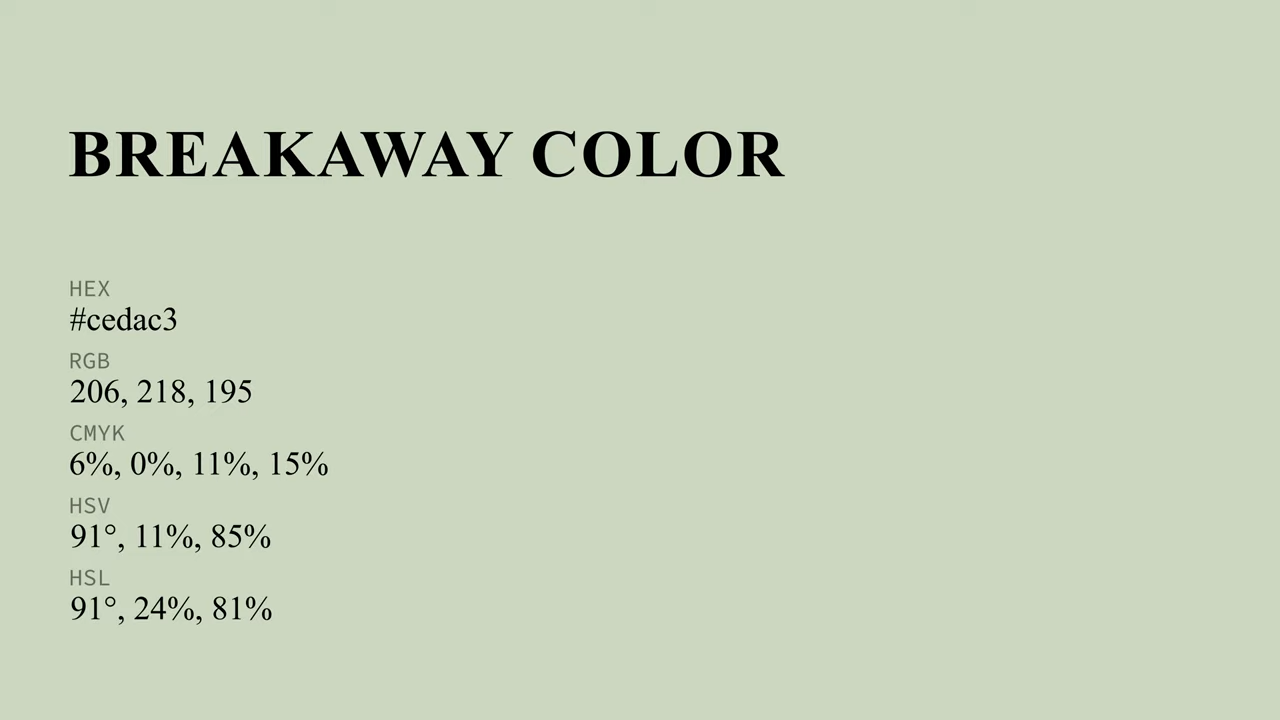 BREAKAWAY COLOR
HEX
#cedac3
RGB
206, 218, 195
CMYK
6%, 0%, 11%, 15%
HSV
91°, 11%, 85%
HSL
91°, 24%, 81%